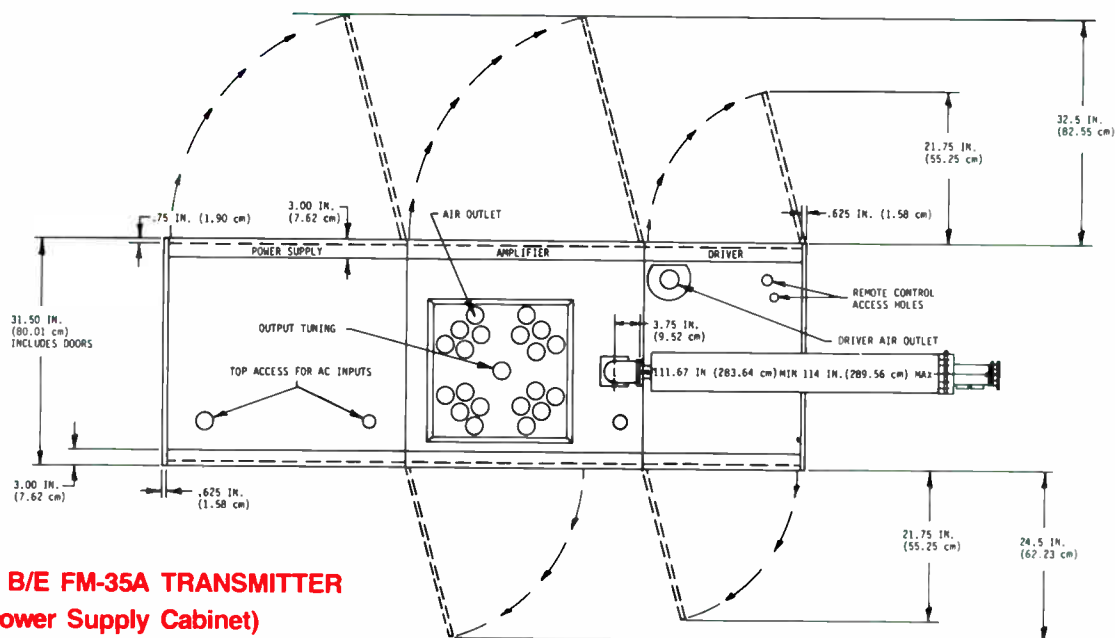 32.5 IN.
(82.55 cm)
21.75 IN.
(55.25 cm)
.75 IN. (1.90 cm)
3.00 IN.
(7.62 cm)
AIR OUTLET
.625 IN. (1.58 cm)
POWER SUPPLY
AMPLIFIER
DRIVER
31.50 IN.
(80.01 cm)
INCLUDES DOORS
OUTPUT TUNING
3.75 IN.
(9.52 cm)
REMOTE CONTROL
ACCESS HOLES
DRIVER AIR OUTLET
TOP ACCESS FOR AC INPUTS
111.67 IN (283.64 cm) MIN 114 IN. (289.56 cm) MAX
3.00 IN.
(7.62 cm)
.625 IN.
(1.58 cm)
21.75 IN.
(55.25 cm)
24.5 IN.
(62.23 cm)
B/E FM-35A TRANSMITTER
ower Supply Cabinet)